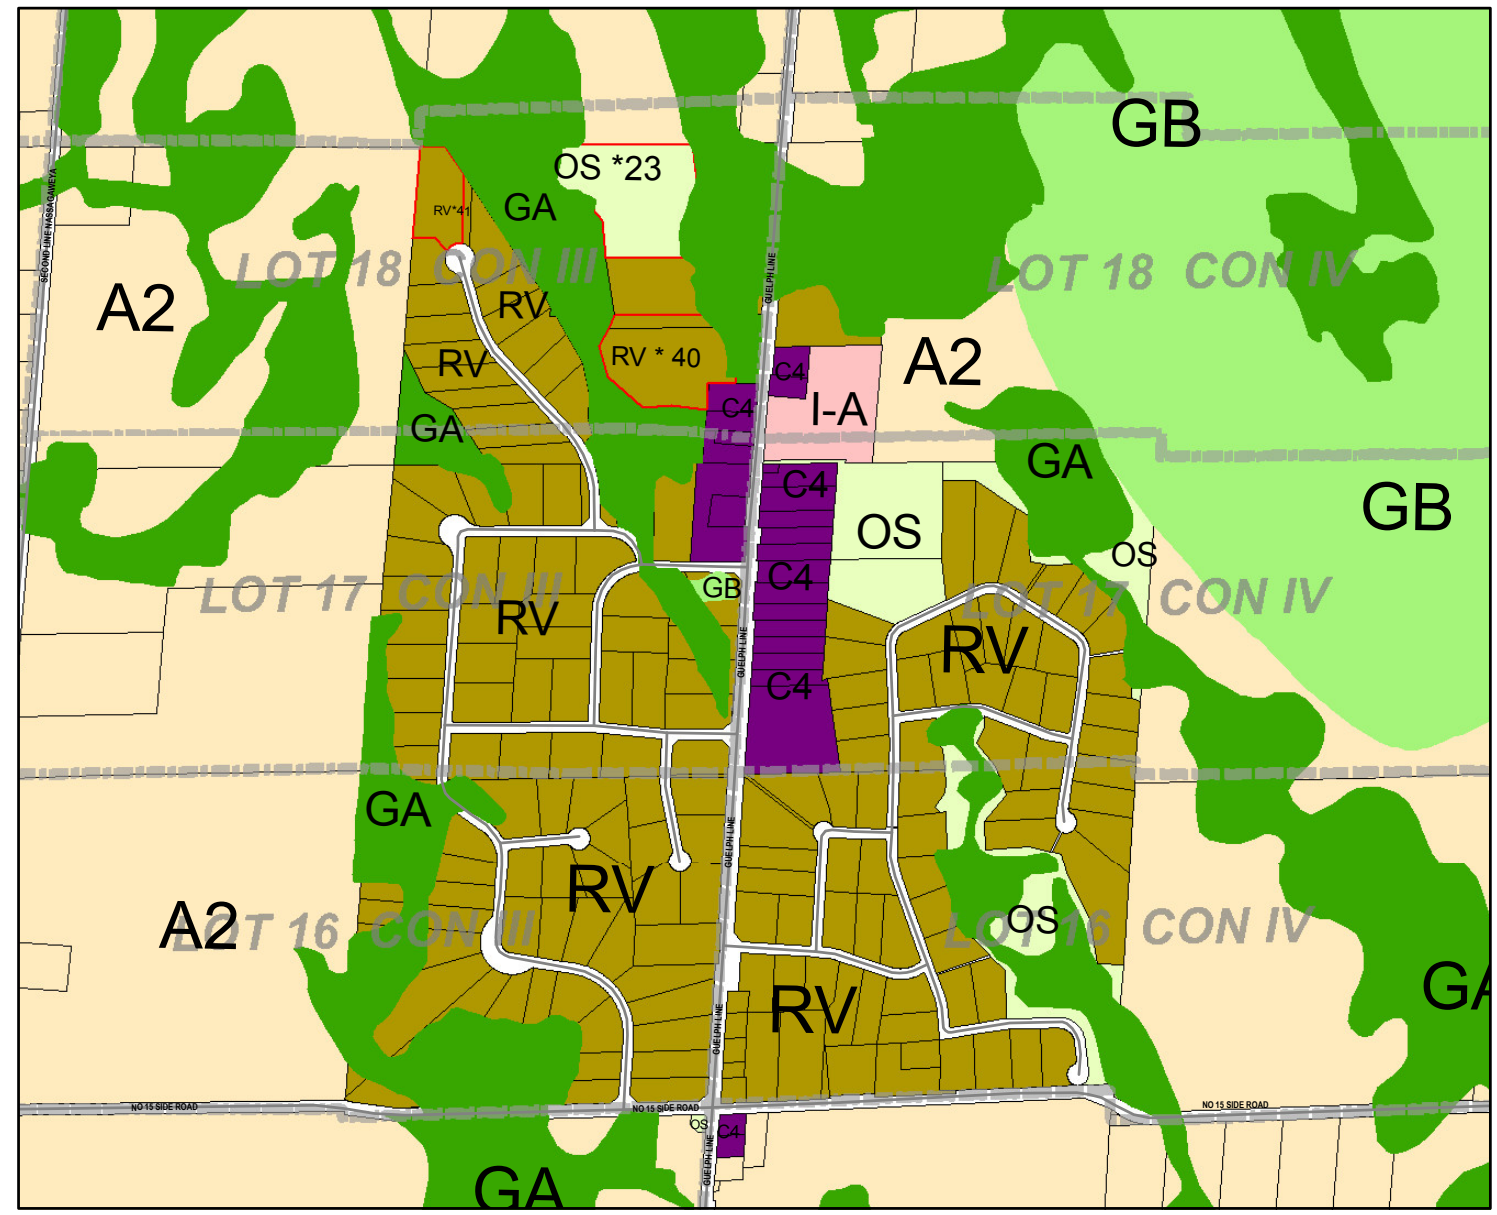 GB
OS *23
RV*41
GA
SECOND LINE NASSAGAWEYA
GUELPH LINE
LOT 18 CON III
LOT 18 CON IV
A2
RV
RV
RV * 40
C4
A2
C4
I-A
GA
GA
C4
GB
OS
OS
C4
GB
LOT 17 CON III
LOT 17 CON IV
RV
RV
GUELPH LINE
C4
GA
GUELPH LINE
RV
A2
LOT 16 CON III
OS
LOT 16 CON IV
GA
RV
GUELPH LINE
NO 15 SIDE ROAD
NO 15 SIDE ROAD
NO 15 SIDE ROAD
OS
C4
GUELPH LINE
GA